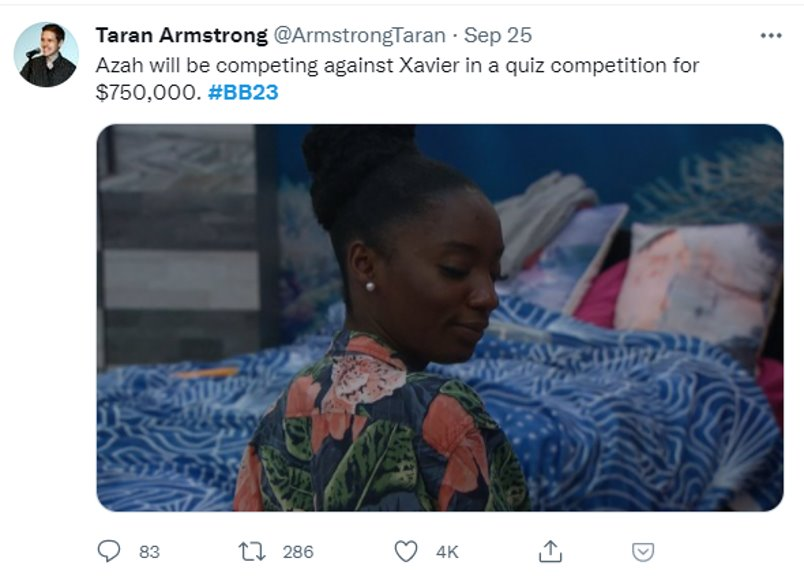 Taran Armstrong @ArmstrongTaran · Sep 25
Azah will be competing against Xavier in a quiz competition for
$750,000. #BB23
83 286 4K